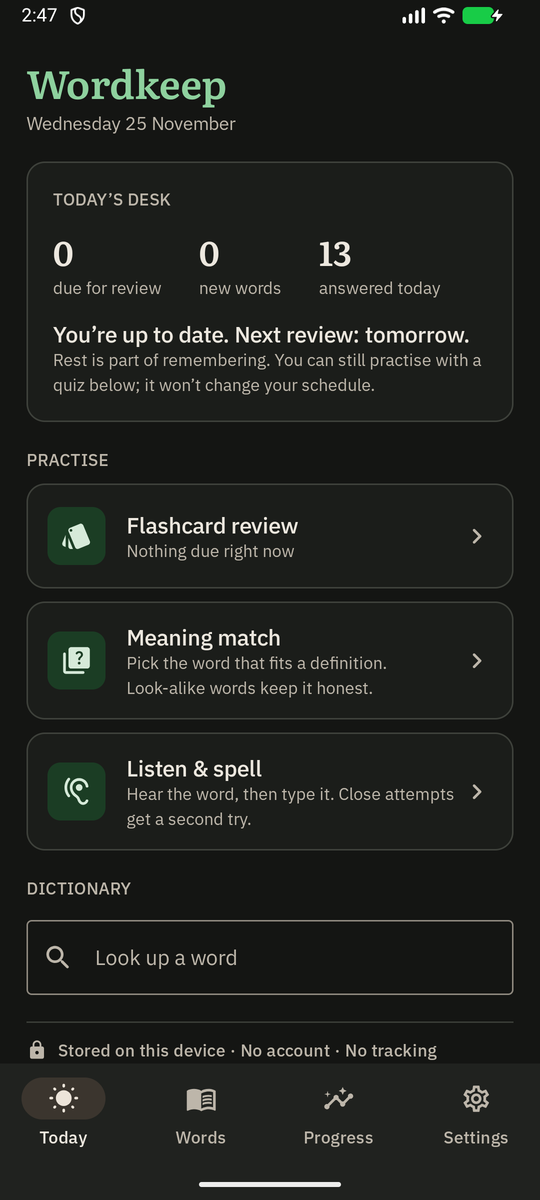 2:47
Wordkeep
Wednesday 25 November
TODAY’S DESK
0
due for review
0
new words
13
answered today
You’re up to date. Next review: tomorrow.
Rest is part of remembering. You can still practise with a
quiz below; it won’t change your schedule.
PRACTISE
Flashcard review
Nothing due right now
Meaning match
Pick the word that fits a definition.
Look-alike words keep it honest.
Listen & spell
Hear the word, then type it. Close attempts
get a second try.
DICTIONARY
Look up a word
Stored on this device · No account · No tracking
Today
Words
Progress
Settings